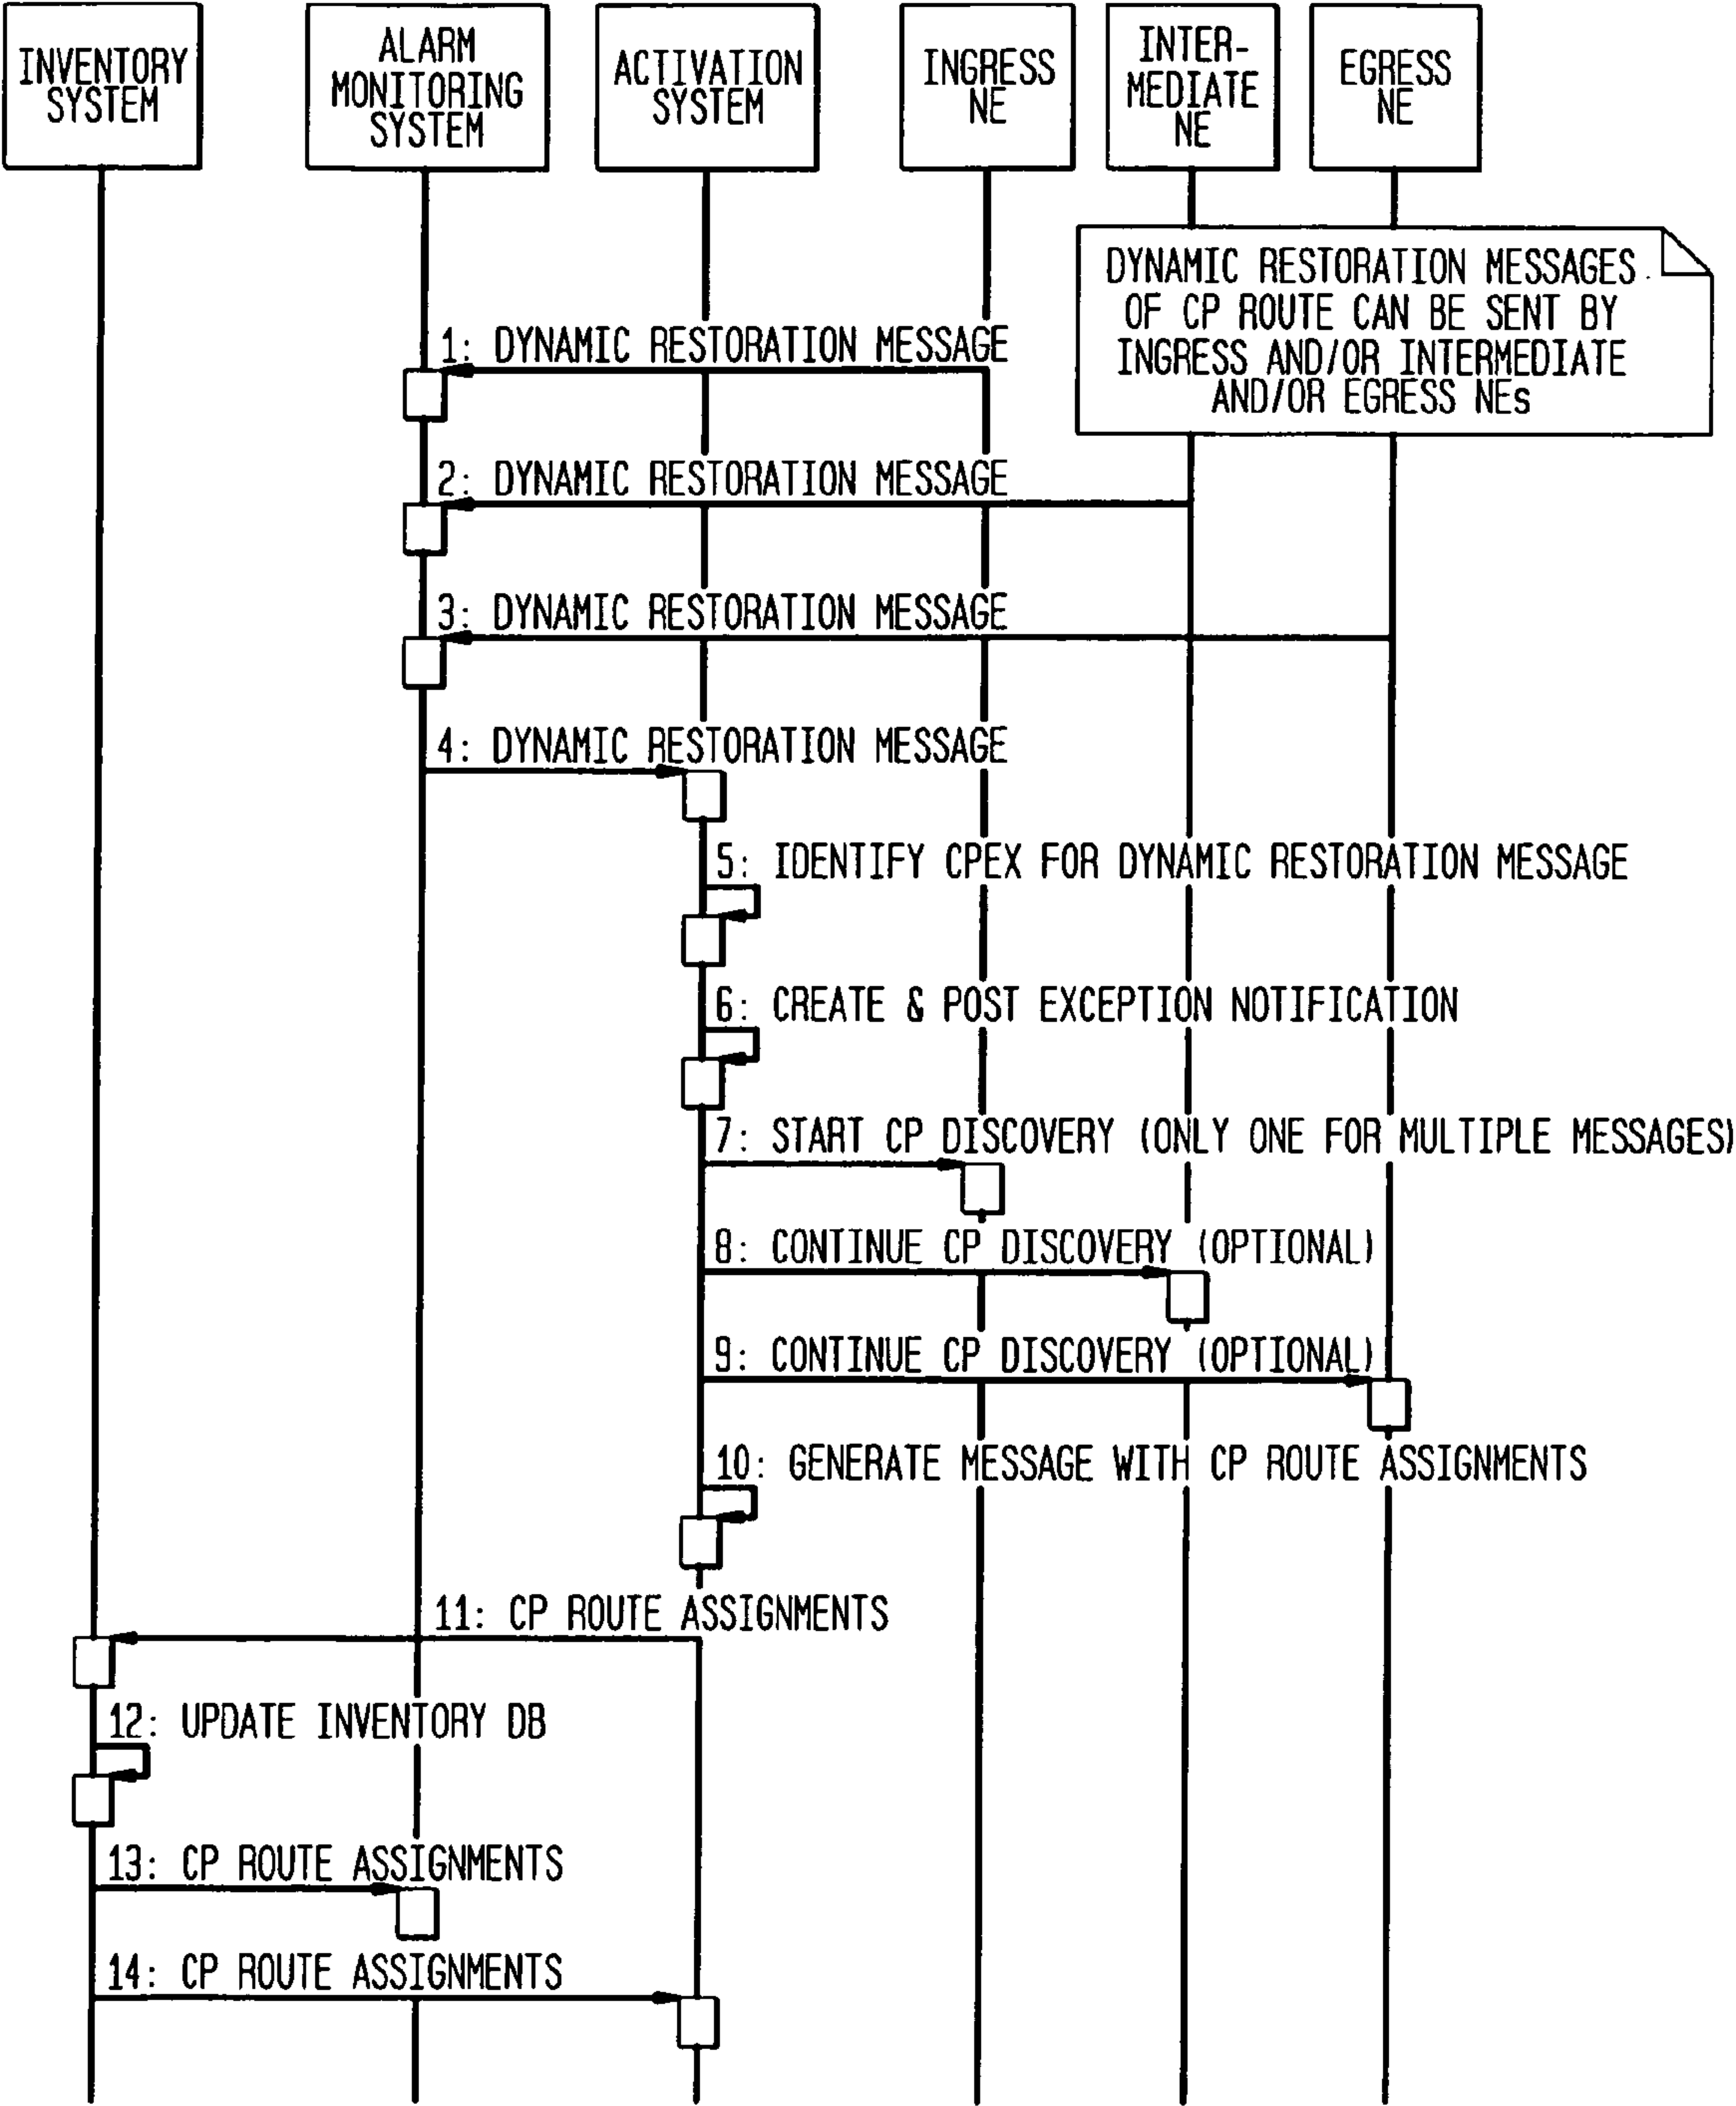 INVENTORY
SYSTEM
ALARM
MONITORING
SYSTEM
ACTIVATION
SYSTEM
INGRESS
NE
INTER-
MEDIATE
NE
EGRESS
NE
DYNAMIC RESTORATION MESSAGES
OF CP ROUTE CAN BE SENT BY
INGRESS AND/OR INTERMEDIATE
AND/OR EGRESS NEs
1: DYNAMIC RESTORATION MESSAGE
2: DYNAMIC RESTORATION MESSAGE
3: DYNAMIC RESTORATION MESSAGE
4: DYNAMIC RESTORATION MESSAGE
5: IDENTIFY CPEX FOR DYNAMIC RESTORATION MESSAGE
6: CREATE & POST EXCEPTION NOTIFICATION
7: START CP DISCOVERY (ONLY ONE FOR MULTIPLE MESSAGES)
8: CONTINUE CP DISCOVERY (OPTIONAL)
9: CONTINUE CP DISCOVERY (OPTIONAL)
10: GENERATE MESSAGE WITH CP ROUTE ASSIGNMENTS
11: CP ROUTE ASSIGNMENTS
12: UPDATE INVENTORY DB
13: CP ROUTE ASSIGNMENTS
14: CP ROUTE ASSIGNMENTS